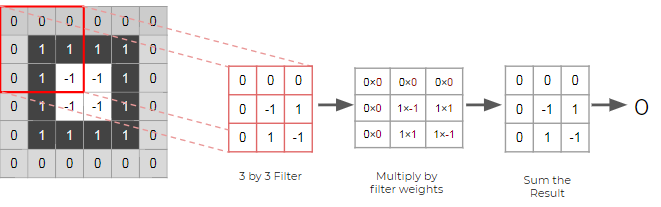 0 0 0 0 0 0
0 1 1 1 1 0
0 1 -1 -1 1 0
0 1 -1 -1 1 0
0 1 1 1 1 0
0 0 0 0 0 0
0 0 0
0 -1 1
0 1 -1
3 by 3 Filter
0×0 0×0 0×0
0×0 1×-1 1×1
0×0 1×1 1×-1
Multiply by
filter weights
0 0 0
0 -1 1
0 1 -1
Sum the
Result
0